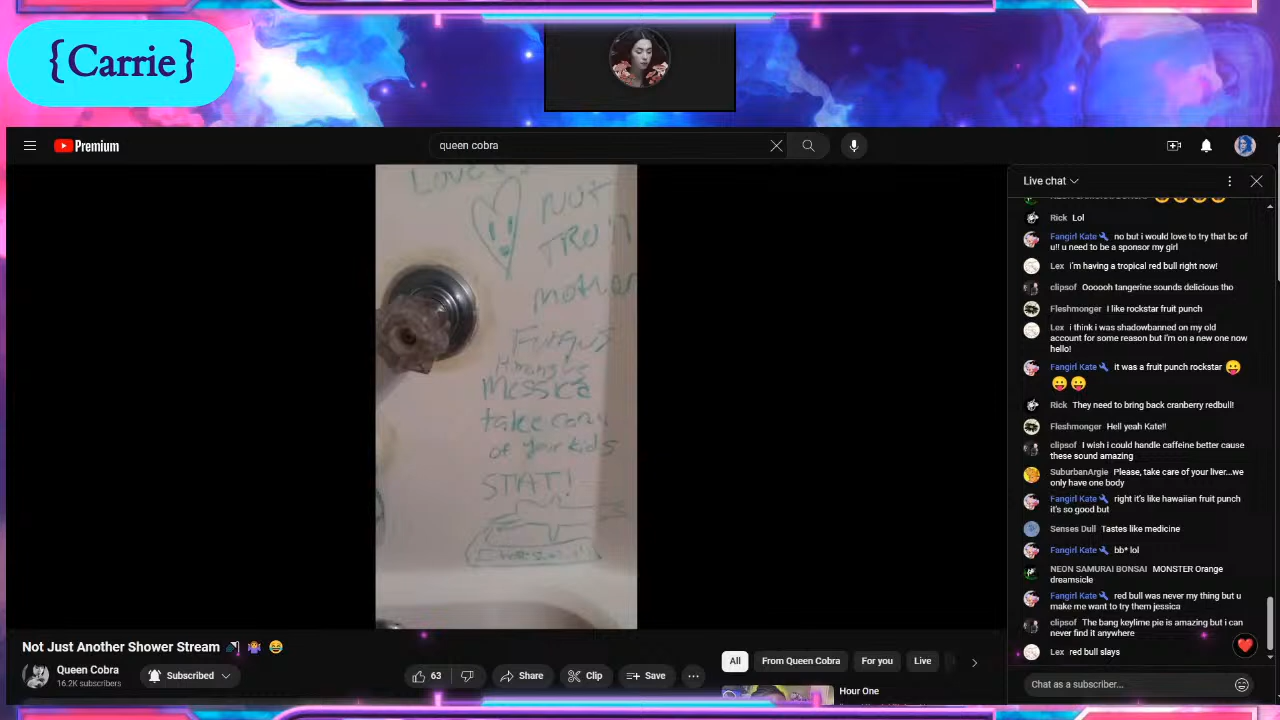 {Carrie}
Premium
queen cobra
Live chat
LOVE
NOT
Rick Lol
Fangirl Kate no but i would love to try that bc of
u!! u need to be a sponsor my girl
Lex i'm having a tropical red bull right now!
clipsof Oooooh tangerine sounds delicious tho
Fleshmonger I like rockstar fruit punch
Lex i think i was shadowbanned on my old
account for some reason but i'm on a new one now
hello!
Fangirl Kate it was a fruit punch rockstar 😛
😛 😛
Rick They need to bring back cranberry redbull!
Fleshmonger Hell yeah Kate!!
clipsof I wish i could handle caffeine better cause
these sound amazing
SuburbanArgie Please, take care of your liver...we
only have one body
Fangirl Kate right it's like hawaiian fruit punch
it's so good but
Senses Dull Tastes like medicine
Fangirl Kate bb* lol
NEON SAMURAI BONSAI MONSTER Orange
dreamsicle
Fangirl Kate red bull was never my thing but u
make me want to try them jessica
clipsof The bang keylime pie is amazing but i can
never find it anywhere
Lex red bull slays
Chat as a subscriber...
take
of your kids
STAT!
Not Just Another Shower Stream
Queen Cobra
16.2K subscribers
Subscribed
63
Share
Clip
Save
All
From Queen Cobra
For you
Live
Hour One